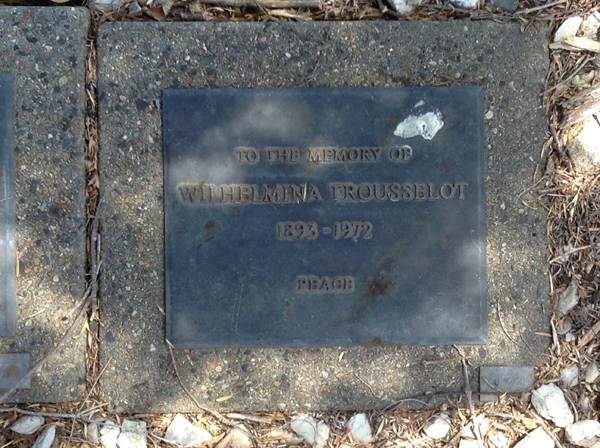 TO THE MEMORY OF
WILHELMINA TROUSSELOT
1893 - 1972
PEACE